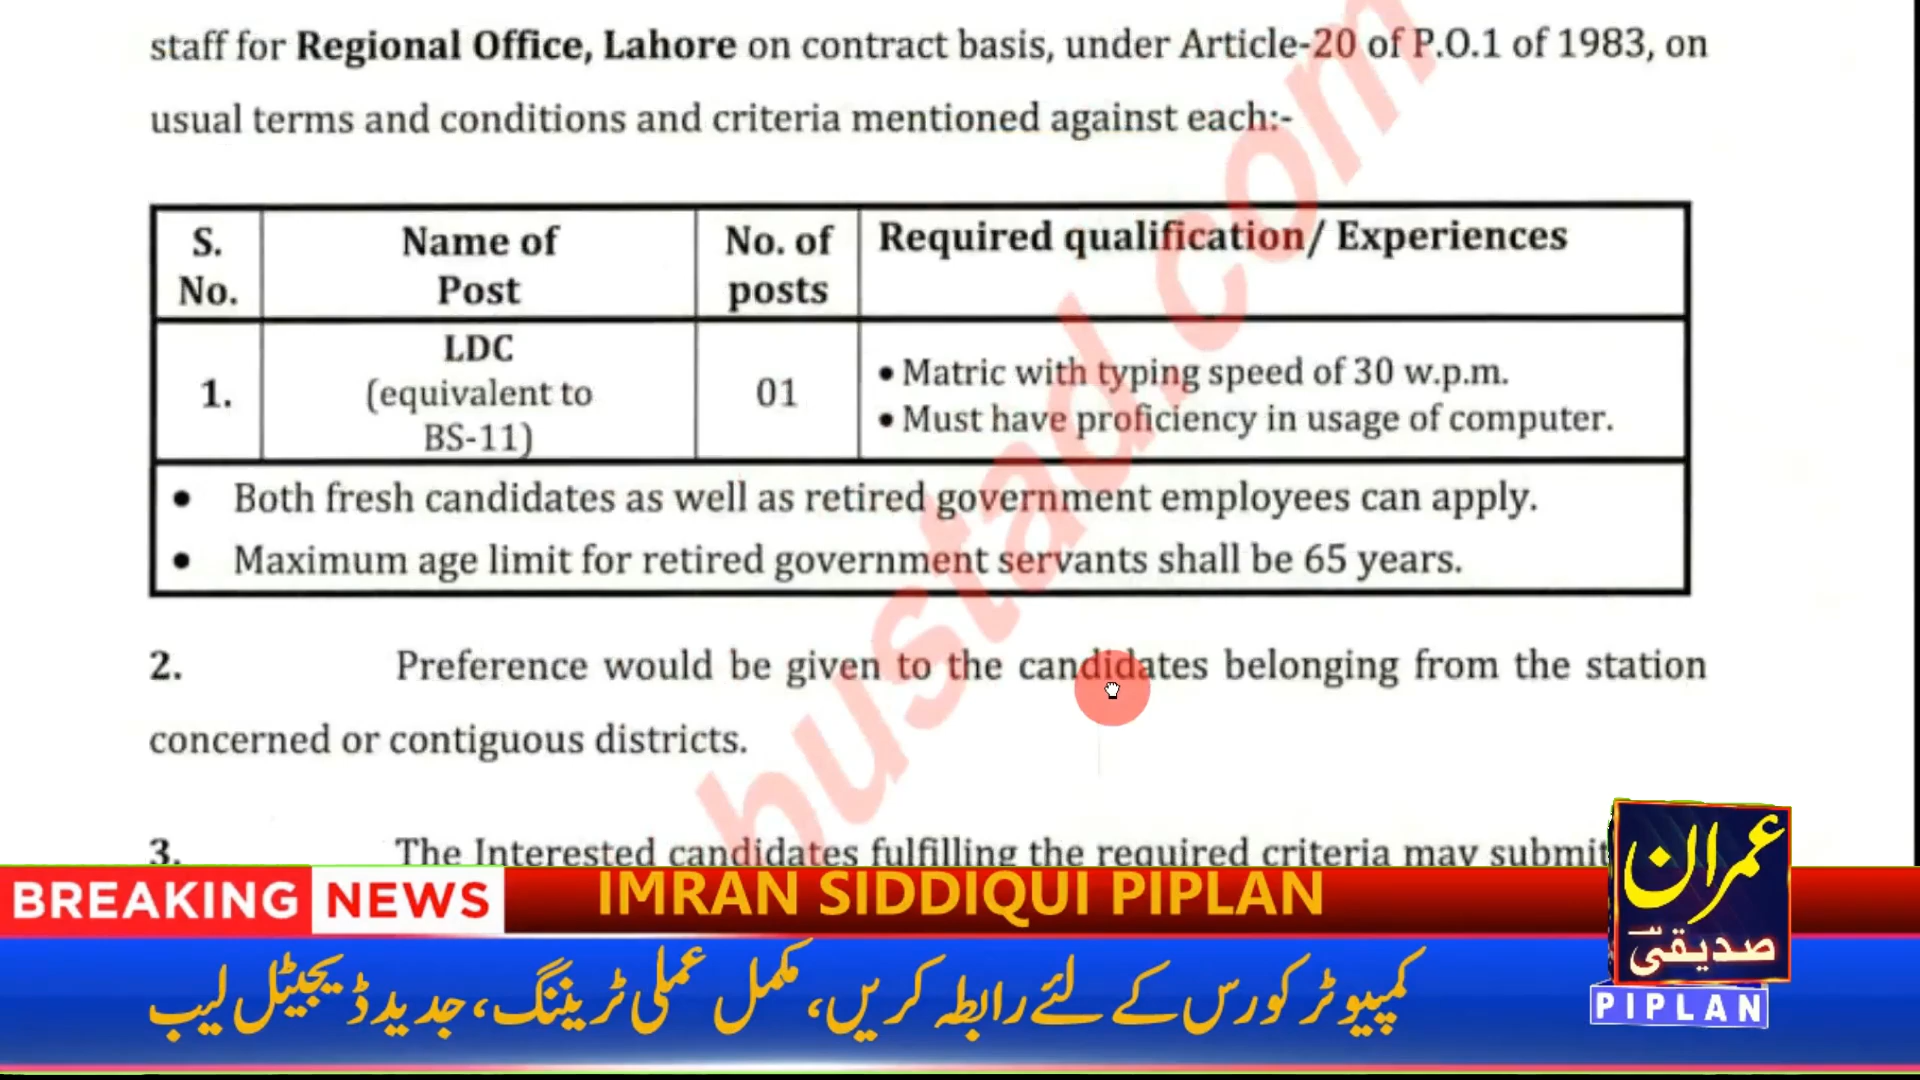 staff for Regional Office, Lahore on contract basis, under Article-20 of P.O.1 of 1983, on
usual terms and conditions and criteria mentioned against each:-
S. No.
Name of Post
No. of posts
Required qualification/ Experiences
1.
LDC
(equivalent to
BS-11)
01
• Matric with typing speed of 30 w.p.m.
• Must have proficiency in usage of computer.
• Both fresh candidates as well as retired government employees can apply.
• Maximum age limit for retired government servants shall be 65 years.
2. Preference would be given to the candidates belonging from the station
concerned or contiguous districts.
3. The Interested candidates fulfilling the required criteria may submit
bustad.com
BREAKING NEWS
IMRAN SIDDIQUI PIPLAN
کمپیوٹر کورس کے لئے رابطہ کریں، مکمل عملی ٹریننگ، جدید ڈیجیٹل لیب
عمران
صدیقی
PIPLAN